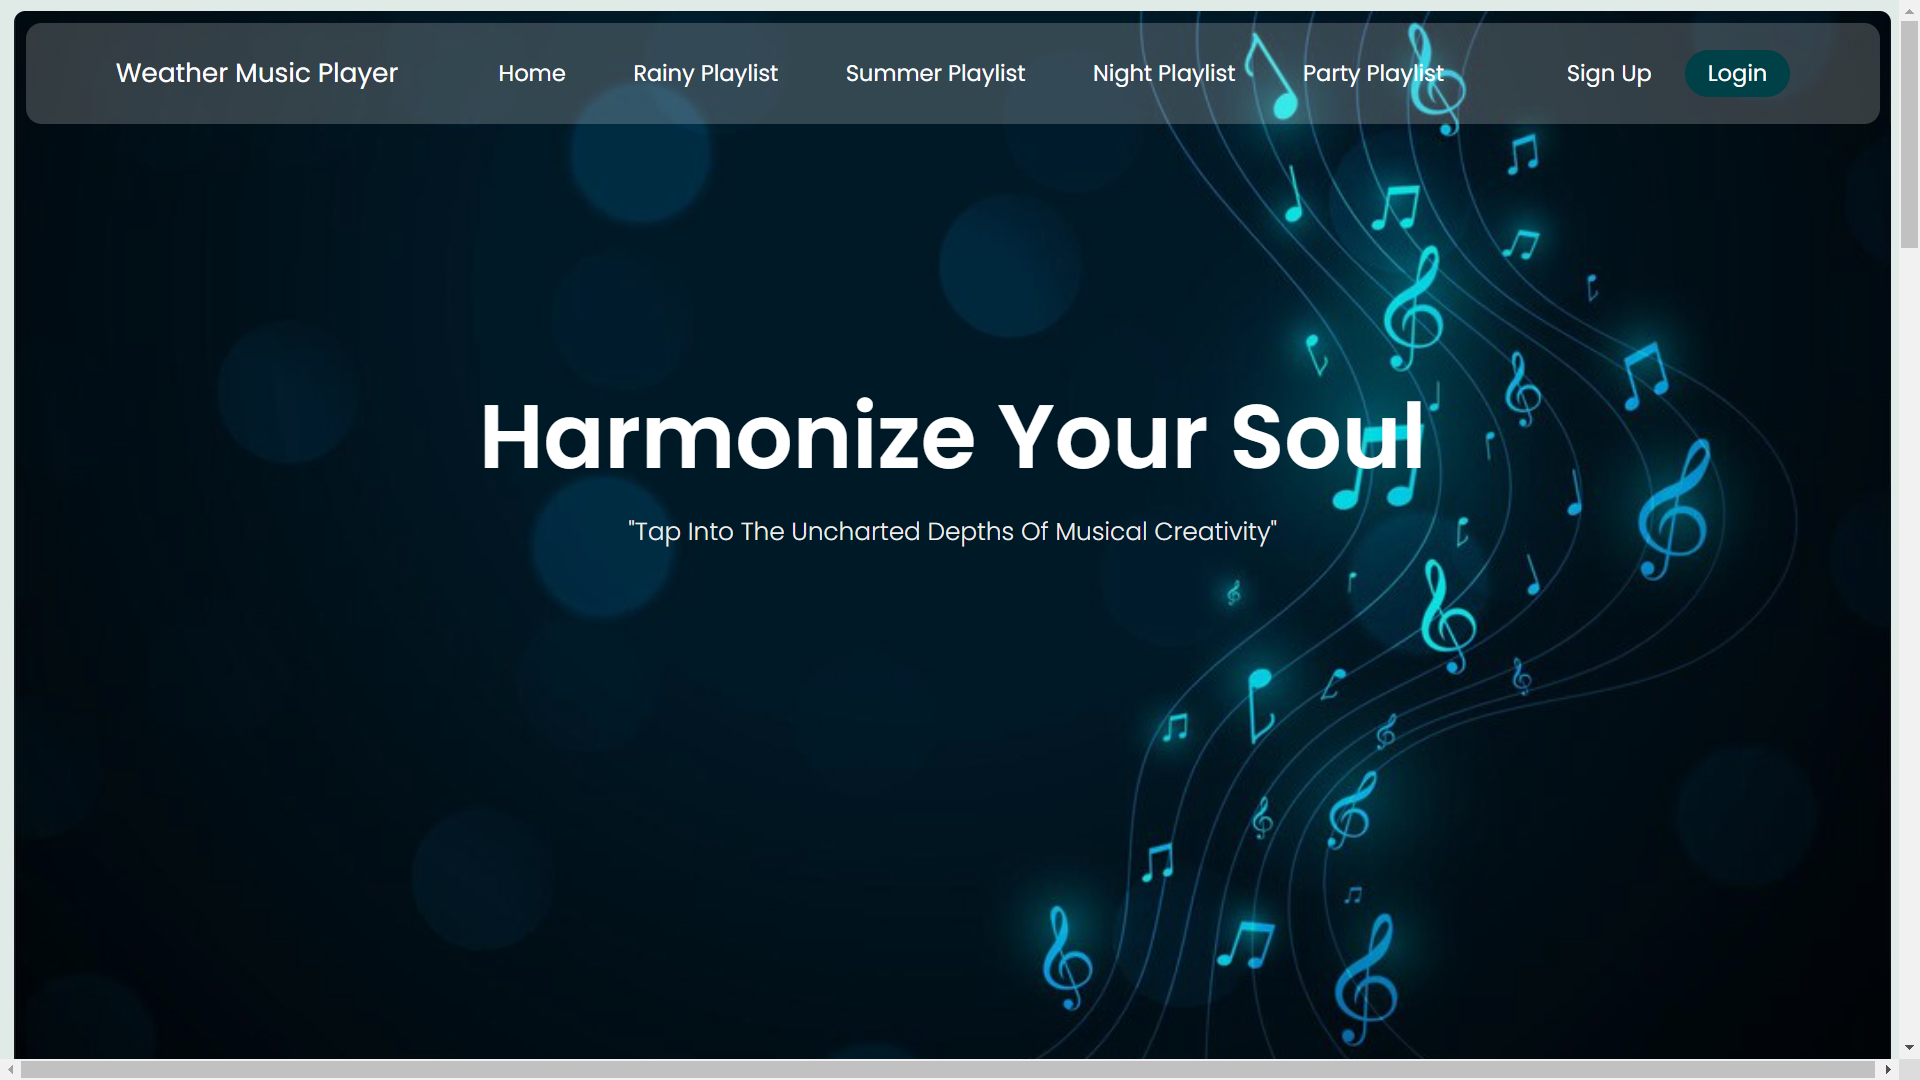 Weather Music Player Home Rainy Playlist Summer Playlist Night Playlist Party Playlist Sign Up Login
Harmonize Your Soul
"Tap Into The Uncharted Depths Of Musical Creativity"